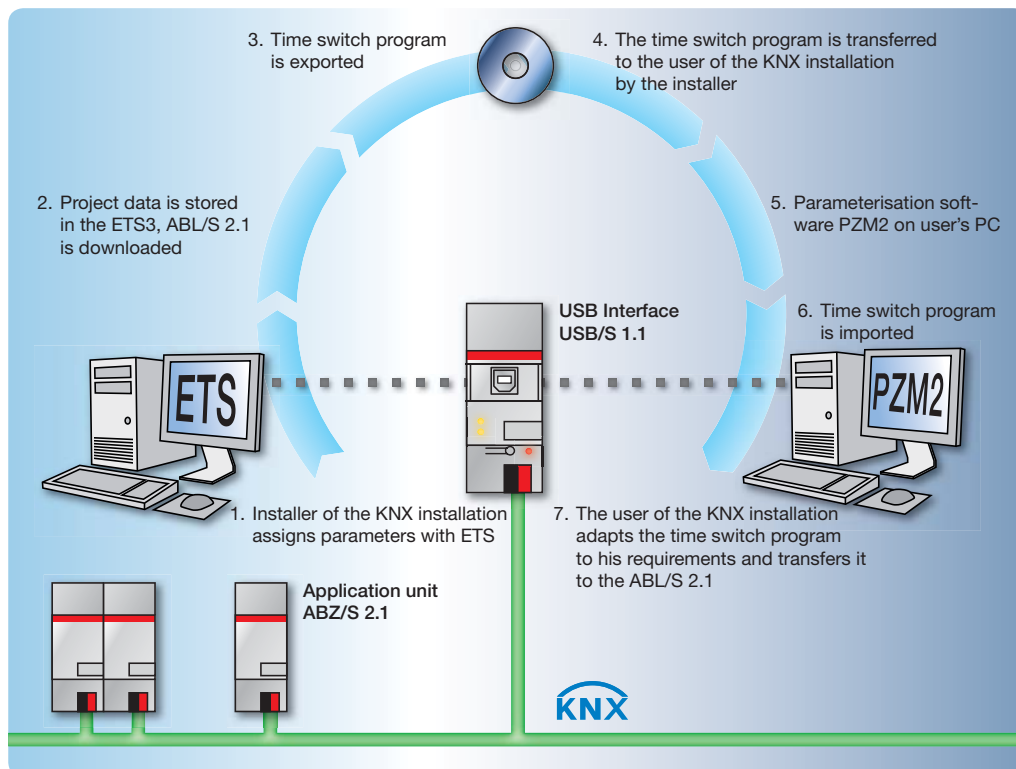 3. Time switch program
is exported
4. The time switch program is transferred
to the user of the KNX installation
by the installer
2. Project data is stored
in the ETS3, ABL/S 2.1
is downloaded
5. Parameterisation soft-
ware PZM2 on user's PC
USB Interface
USB/S 1.1
6. Time switch program
is imported
ETS
PZM2
1. Installer of the KNX installation
assigns parameters with ETS
7. The user of the KNX installation
adapts the time switch program
to his requirements and transfers it
to the ABL/S 2.1
Application unit
ABZ/S 2.1
KNX